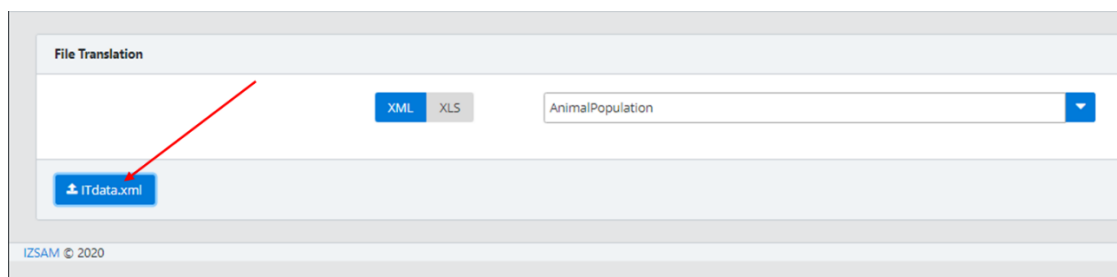 File Translation
XML XLS AnimalPopulation
ITdata.xml
IZSAM © 2020